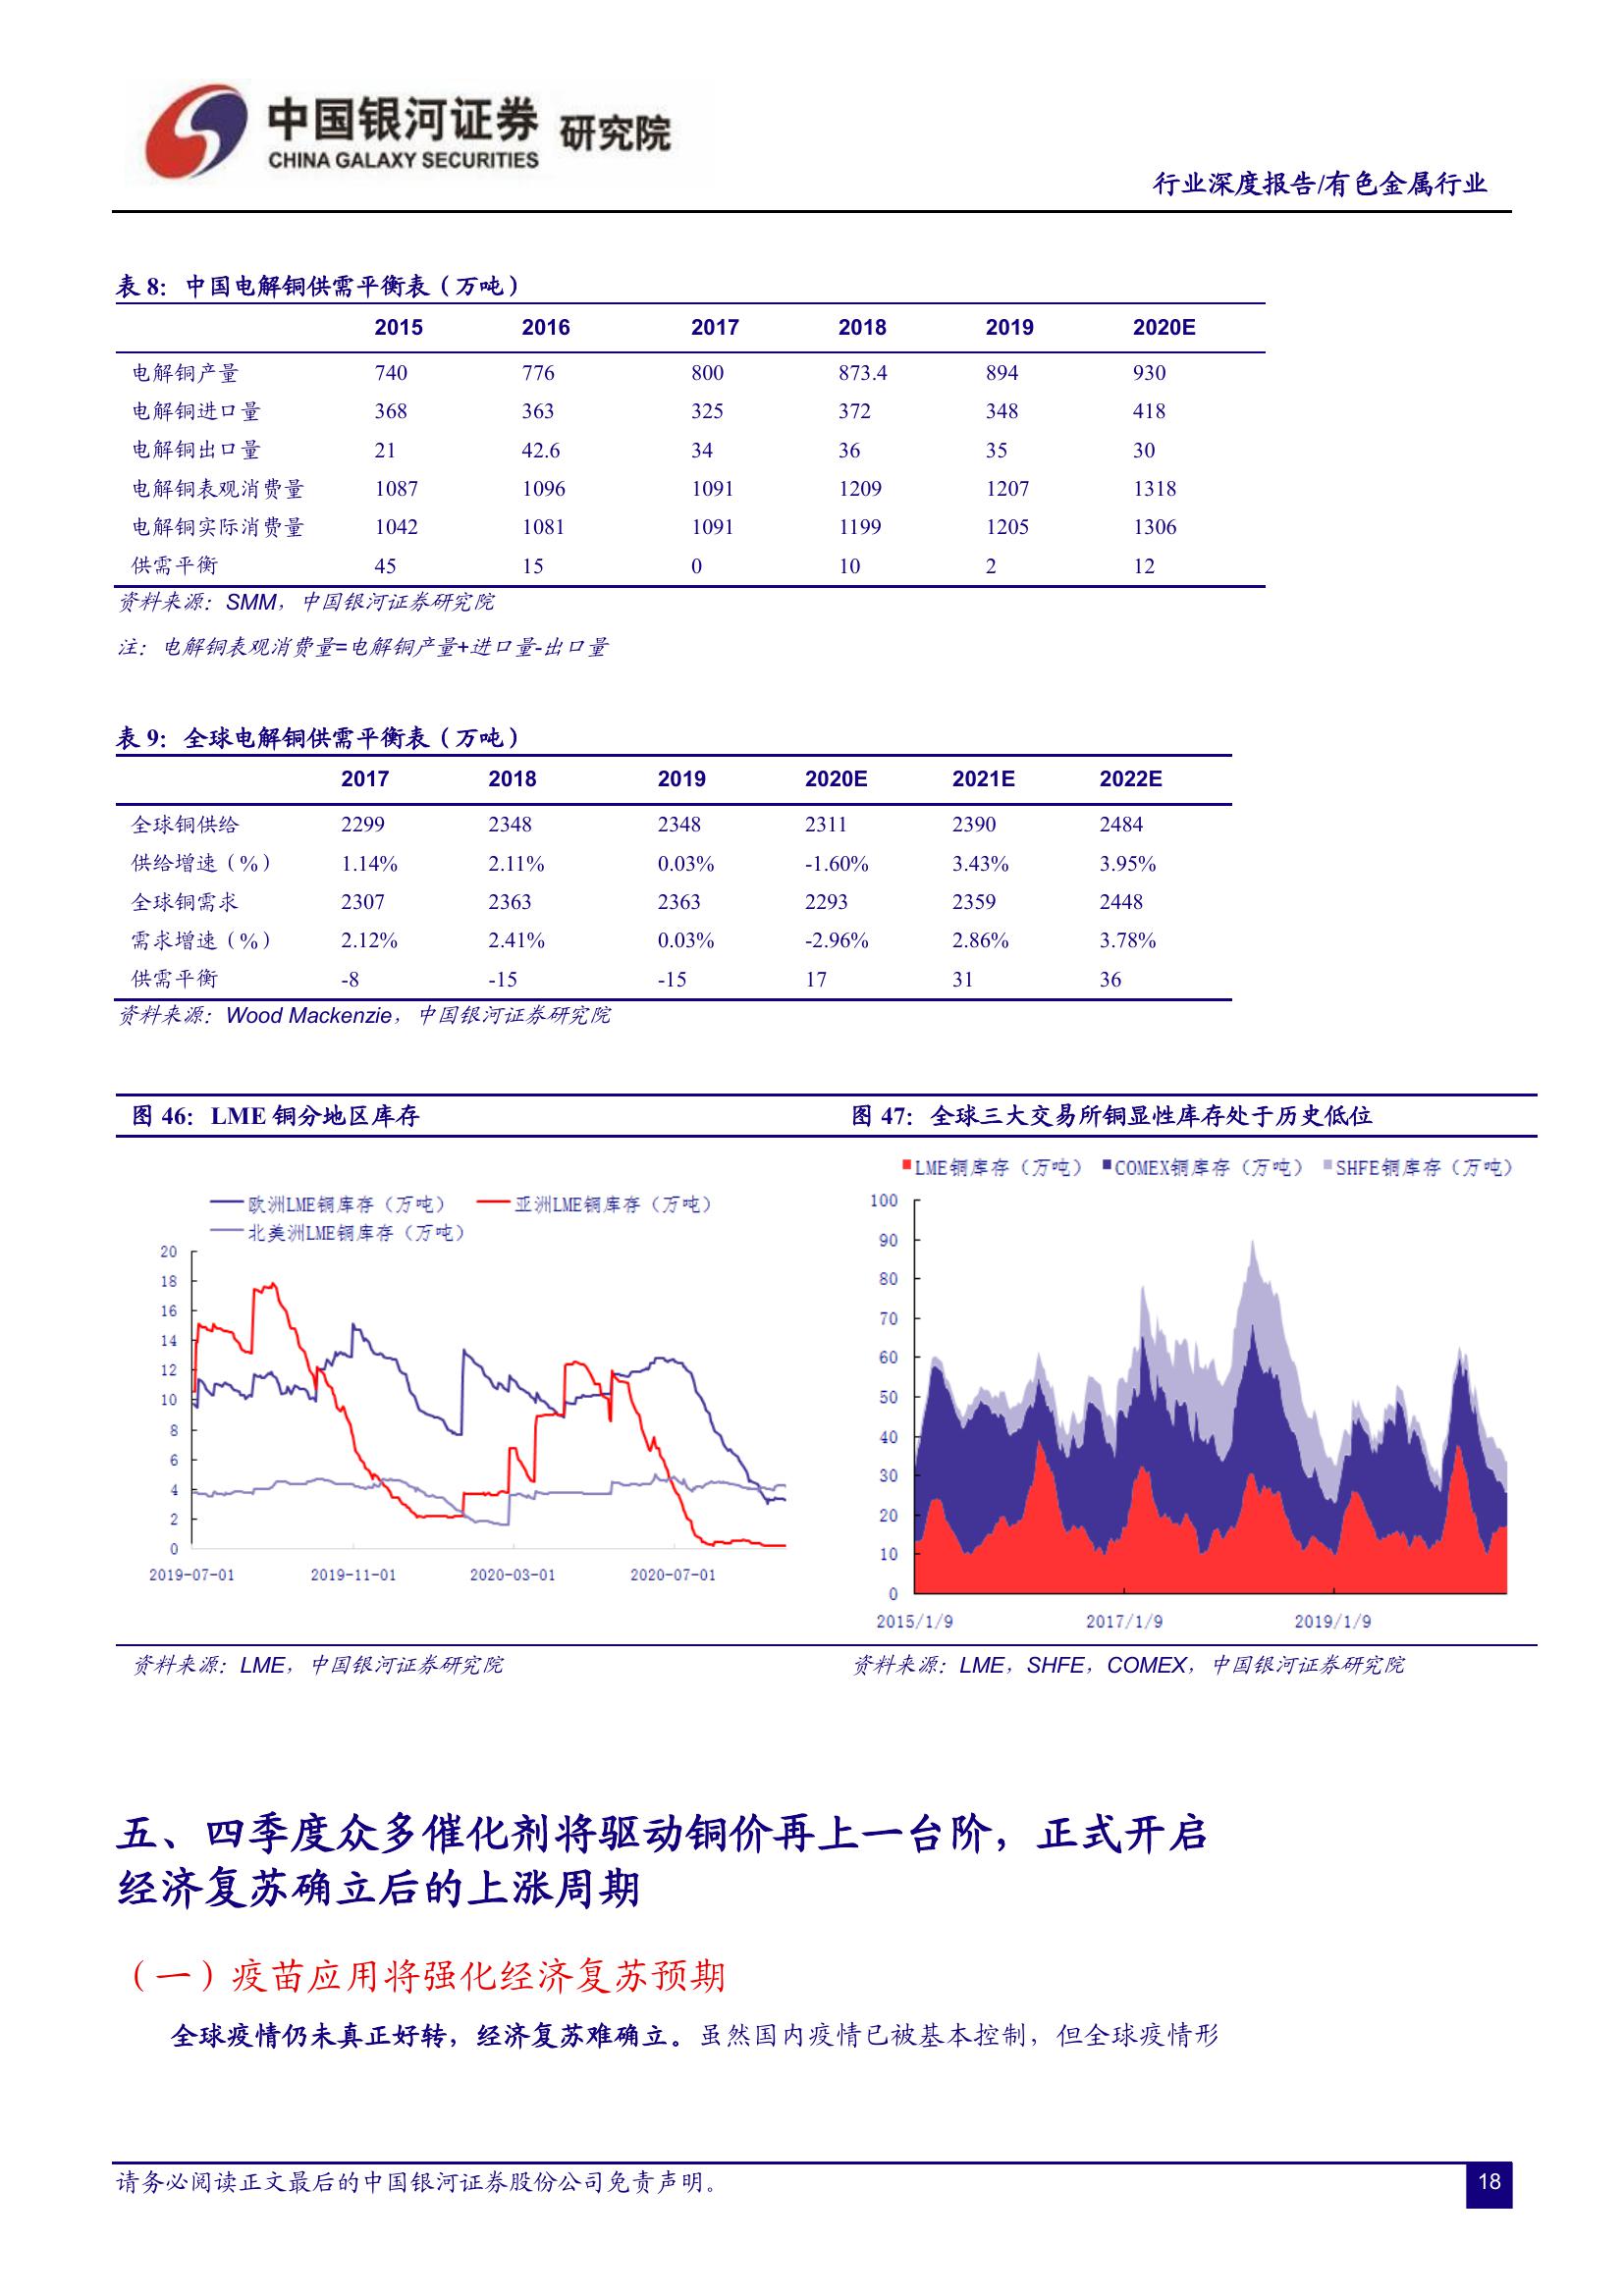 中国银河证券 研究院
CHINA GALAXY SECURITIES
行业深度报告/有色金属行业
表 8：中国电解铜供需平衡表（万吨）
2015 2016 2017 2018 2019 2020E
电解铜产量 740 776 800 873.4 894 930
电解铜进口量 368 363 325 372 348 418
电解铜出口量 21 42.6 34 36 35 30
电解铜表观消费量 1087 1096 1091 1209 1207 1318
电解铜实际消费量 1042 1081 1091 1199 1205 1306
供需平衡 45 15 0 10 2 12
资料来源：SMM，中国银河证券研究院
注：电解铜表观消费量=电解铜产量+进口量-出口量
表 9：全球电解铜供需平衡表（万吨）
2017 2018 2019 2020E 2021E 2022E
全球铜供给 2299 2348 2348 2311 2390 2484
供给增速（%） 1.14% 2.11% 0.03% -1.60% 3.43% 3.95%
全球铜需求 2307 2363 2363 2293 2359 2448
需求增速（%） 2.12% 2.41% 0.03% -2.96% 2.86% 3.78%
供需平衡 -8 -15 -15 17 31 36
资料来源：Wood Mackenzie，中国银河证券研究院
图 46：LME 铜分地区库存
欧洲LME铜库存（万吨） 亚洲LME铜库存（万吨）
北美洲LME铜库存（万吨）
20
18
16
14
12
10
8
6
4
2
0
2019-07-01 2019-11-01 2020-03-01 2020-07-01
资料来源：LME，中国银河证券研究院
图 47：全球三大交易所铜显性库存处于历史低位
LME铜库存（万吨） COMEX铜库存（万吨） SHFE铜库存（万吨）
100
90
80
70
60
50
40
30
20
10
0
2015/1/9 2017/1/9 2019/1/9
资料来源：LME，SHFE，COMEX，中国银河证券研究院
五、四季度众多催化剂将驱动铜价再上一台阶，正式开启
经济复苏确立后的上涨周期
（一）疫苗应用将强化经济复苏预期
全球疫情仍未真正好转，经济复苏难确立。虽然国内疫情已被基本控制，但全球疫情形
请务必阅读正文最后的中国银河证券股份公司免责声明。
18